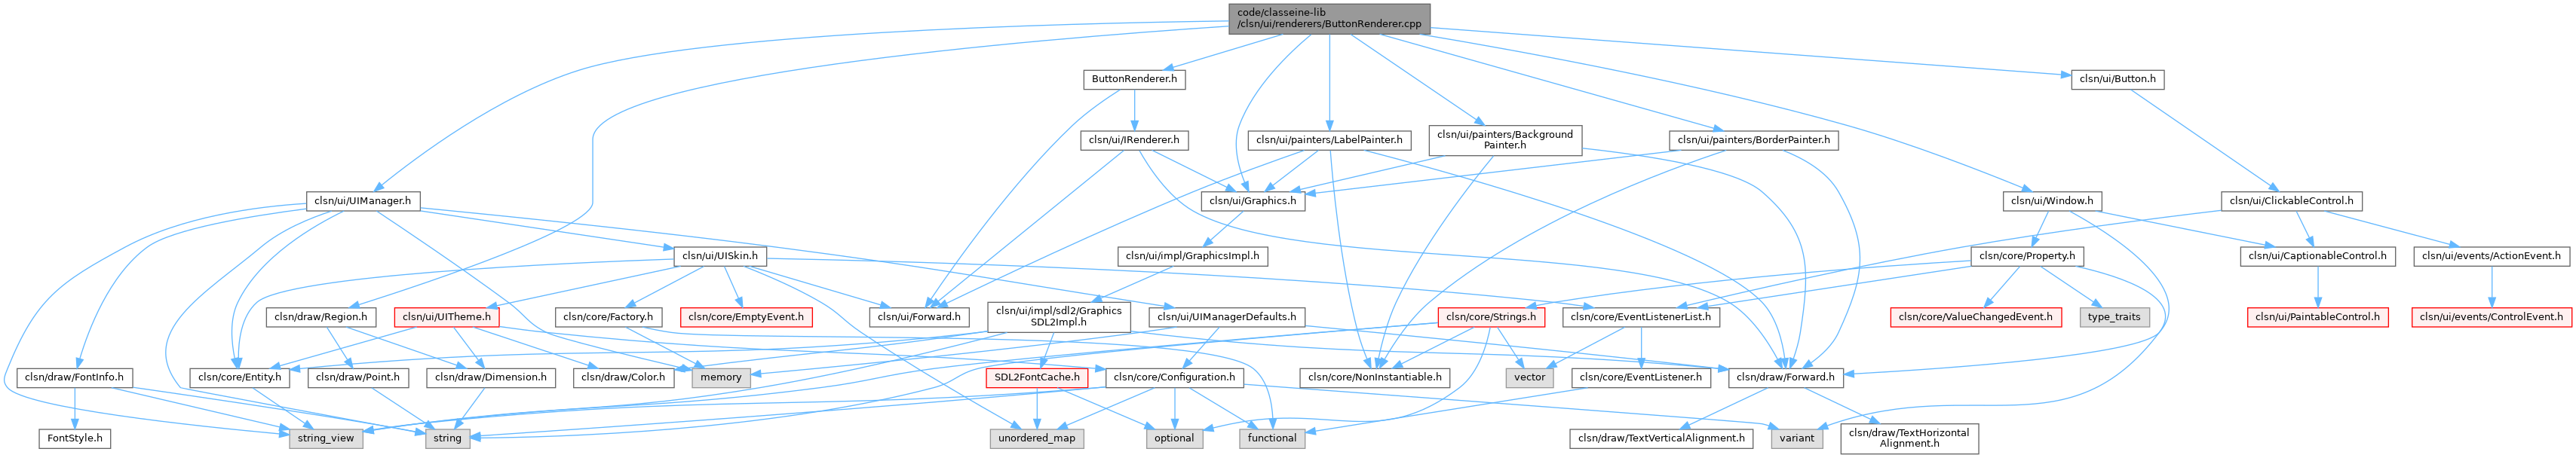 code/classeine-lib
/clsn/ui/renderers/ButtonRenderer.cpp
ButtonRenderer.h
clsn/ui/Button.h
clsn/ui/IRenderer.h
clsn/ui/painters/LabelPainter.h
clsn/ui/painters/Background
Painter.h
clsn/ui/painters/BorderPainter.h
clsn/ui/UIManager.h
clsn/ui/Graphics.h
clsn/ui/Window.h
clsn/ui/ClickableControl.h
clsn/ui/UISkin.h
clsn/ui/impl/GraphicsImpl.h
clsn/core/Property.h
clsn/ui/CaptionableControl.h
clsn/ui/events/ActionEvent.h
clsn/draw/Region.h
clsn/ui/UITheme.h
clsn/core/Factory.h
clsn/core/EmptyEvent.h
clsn/ui/Forward.h
clsn/ui/impl/sdl2/Graphics
SDL2Impl.h
clsn/ui/UIManagerDefaults.h
clsn/core/Strings.h
clsn/core/EventListenerList.h
clsn/core/ValueChangedEvent.h
type_traits
clsn/ui/PaintableControl.h
clsn/ui/events/ControlEvent.h
clsn/draw/FontInfo.h
clsn/core/Entity.h
clsn/draw/Point.h
clsn/draw/Dimension.h
clsn/draw/Color.h
memory
SDL2FontCache.h
clsn/core/Configuration.h
vector
clsn/core/NonInstantiable.h
clsn/core/EventListener.h
clsn/draw/Forward.h
FontStyle.h
string_view
string
unordered_map
optional
functional
clsn/draw/TextVerticalAlignment.h
variant
clsn/draw/TextHorizontal
Alignment.h